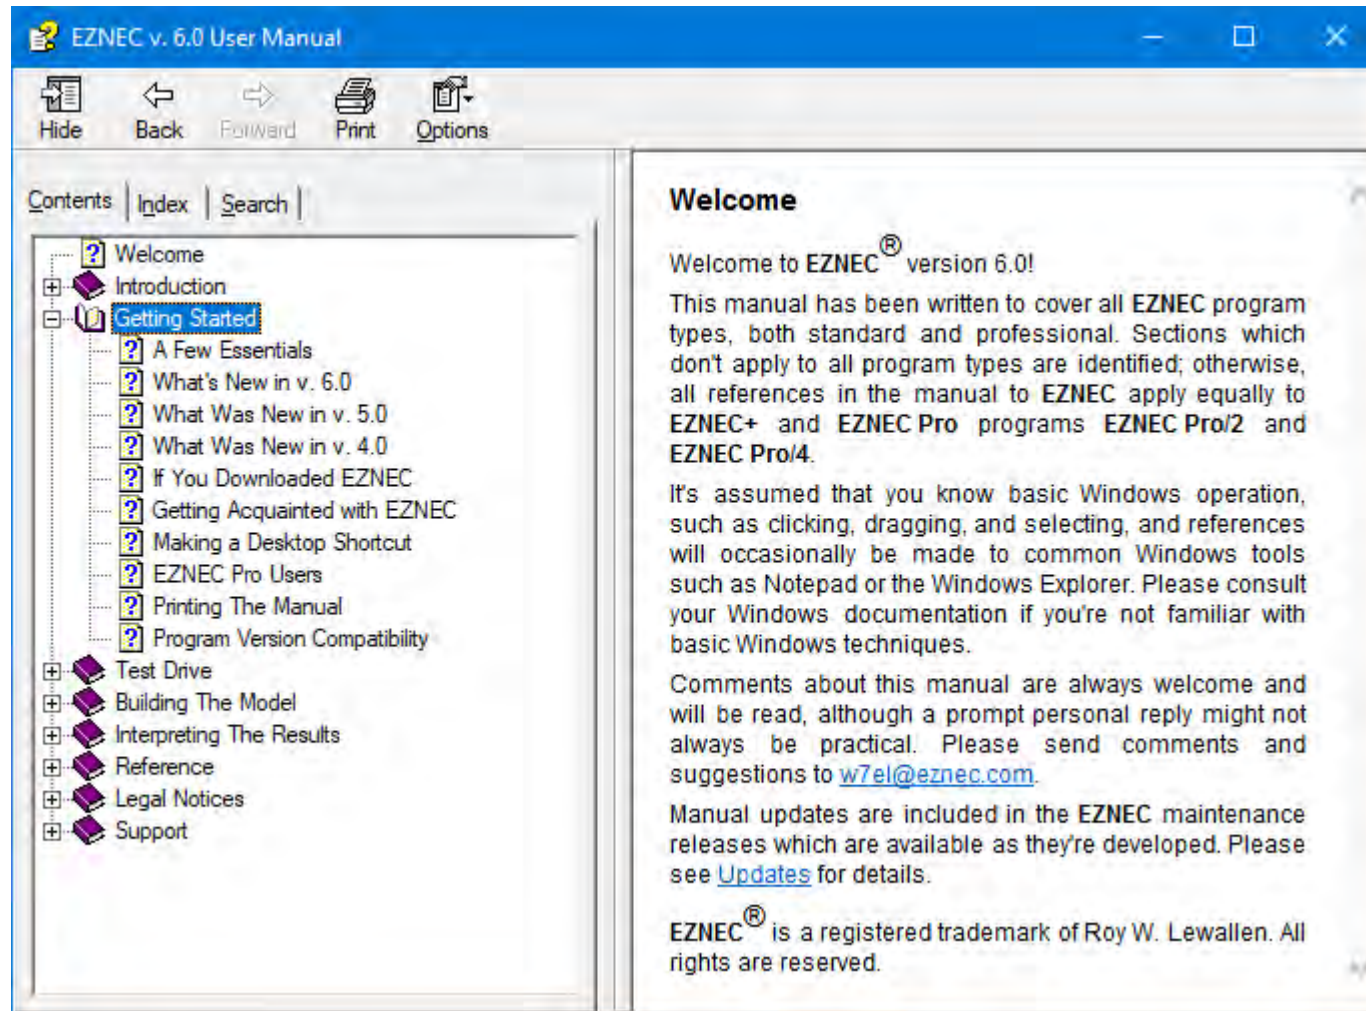 EZNEC v. 6.0 User Manual
Hide Back Forward Print Options
Contents Index Search
Welcome
Introduction
Getting Started
A Few Essentials
What's New in v. 6.0
What Was New in v. 5.0
What Was New in v. 4.0
If You Downloaded EZNEC
Getting Acquainted with EZNEC
Making a Desktop Shortcut
EZNEC Pro Users
Printing The Manual
Program Version Compatibility
Test Drive
Building The Model
Interpreting The Results
Reference
Legal Notices
Support
Welcome
Welcome to EZNEC® version 6.0!
This manual has been written to cover all EZNEC program
types, both standard and professional. Sections which
don't apply to all program types are identified; otherwise,
all references in the manual to EZNEC apply equally to
EZNEC+ and EZNEC Pro programs EZNEC Pro/2 and
EZNEC Pro/4.
It's assumed that you know basic Windows operation,
such as clicking, dragging, and selecting, and references
will occasionally be made to common Windows tools
such as Notepad or the Windows Explorer. Please consult
your Windows documentation if you're not familiar with
basic Windows techniques.
Comments about this manual are always welcome and
will be read, although a prompt personal reply might not
always be practical. Please send comments and
suggestions to w7el@eznec.com.
Manual updates are included in the EZNEC maintenance
releases which are available as they're developed. Please
see Updates for details.
EZNEC® is a registered trademark of Roy W. Lewallen. All
rights are reserved.